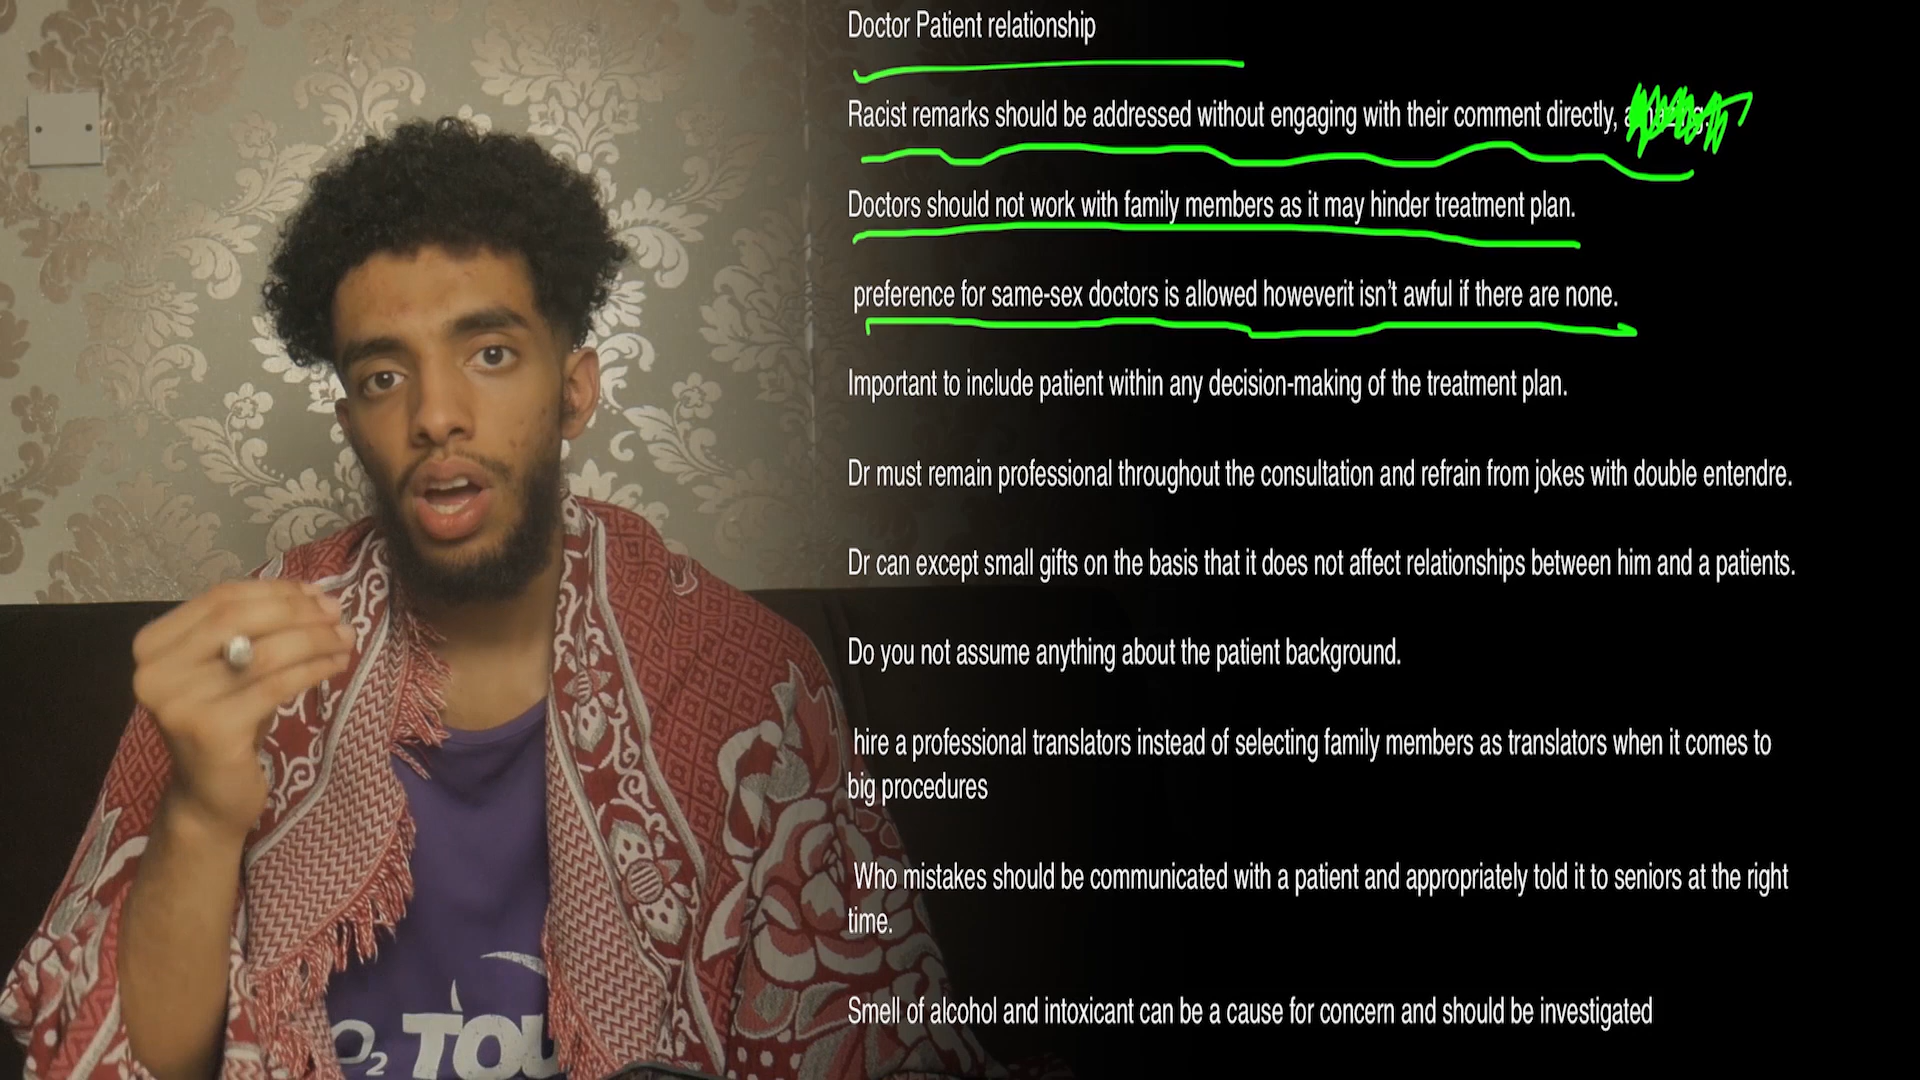 Doctor Patient relationship
Racist remarks should be addressed without engaging with their comment directly,
Doctors should not work with family members as it may hinder treatment plan.
preference for same-sex doctors is allowed howeverit isn't awful if there are none.
Important to include patient within any decision-making of the treatment plan.
Dr must remain professional throughout the consultation and refrain from jokes with double entendre.
Dr can except small gifts on the basis that it does not affect relationships between him and a patients.
Do you not assume anything about the patient background.
hire a professional translators instead of selecting family members as translators when it comes to
big procedures
Who mistakes should be communicated with a patient and appropriately told it to seniors at the right
time.
Smell of alcohol and intoxicant can be a cause for concern and should be investigated
O2 TOU